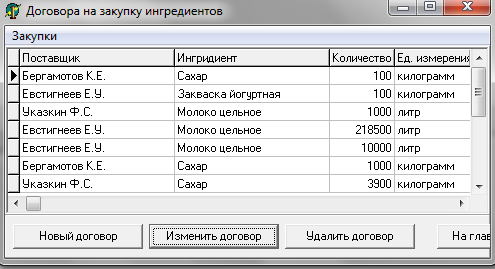 Договора на закупку ингредиентов
Закупки
Поставщик Ингридиент Количество Ед. измерения
Бергамотов К.Е. Сахар 100 килограмм
Евстигнеев Е.У. Закваска йогуртная 100 килограмм
Указкин Ф.С. Молоко цельное 1000 литр
Евстигнеев Е.У. Молоко цельное 218500 литр
Евстигнеев Е.У. Молоко цельное 10000 литр
Бергамотов К.Е. Сахар 1000 килограмм
Указкин Ф.С. Сахар 3900 килограмм
Новый договор Изменить договор Удалить договор На глав